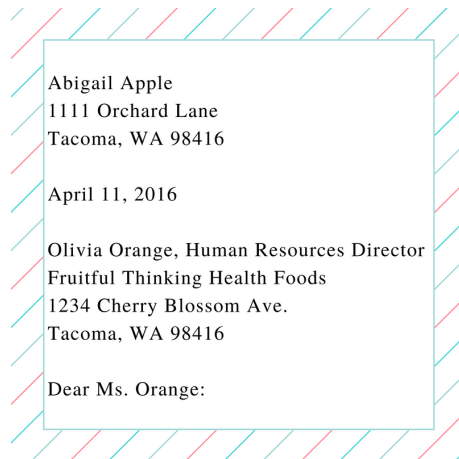 Abigail Apple
1111 Orchard Lane
Tacoma, WA 98416
April 11, 2016
Olivia Orange, Human Resources Director
Fruitful Thinking Health Foods
1234 Cherry Blossom Ave.
Tacoma, WA 98416
Dear Ms. Orange: